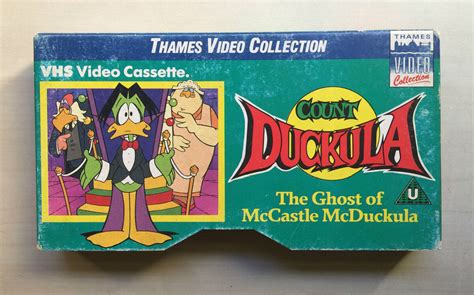 THAMES VIDEO COLLECTION
THAMES
VIDEO
Collection
VHS Video Cassette.
COUNT
DUCKULA
The Ghost of
McCastle McDuckula
U